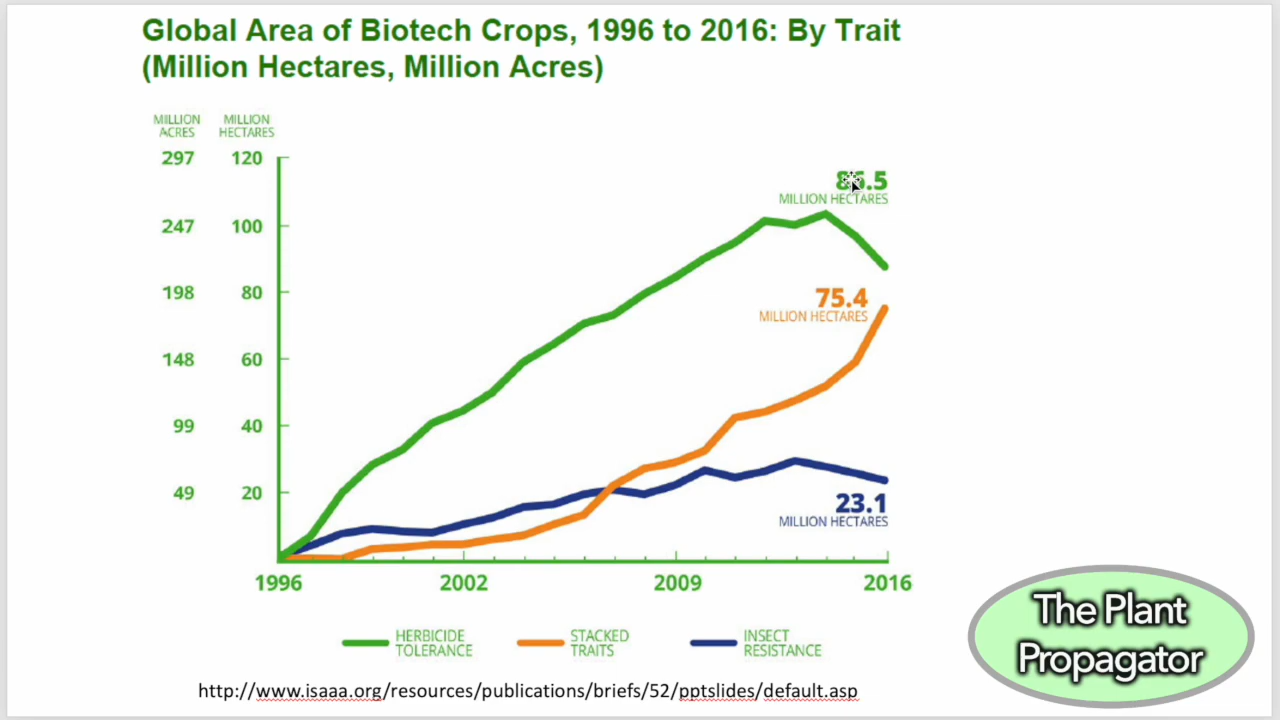 Global Area of Biotech Crops, 1996 to 2016: By Trait
(Million Hectares, Million Acres)
MILLION ACRES
MILLION HECTARES
297 120
247 100
198 80
148 60
99 40
49 20
MILLION HECTARES
75.4
MILLION HECTARES
23.1
MILLION HECTARES
1996 2002 2009 2016
HERBICIDE TOLERANCE
STACKED TRAITS
INSECT RESISTANCE
http://www.isaaa.org/resources/publications/briefs/52/pptslides/default.asp
The Plant
Propagator